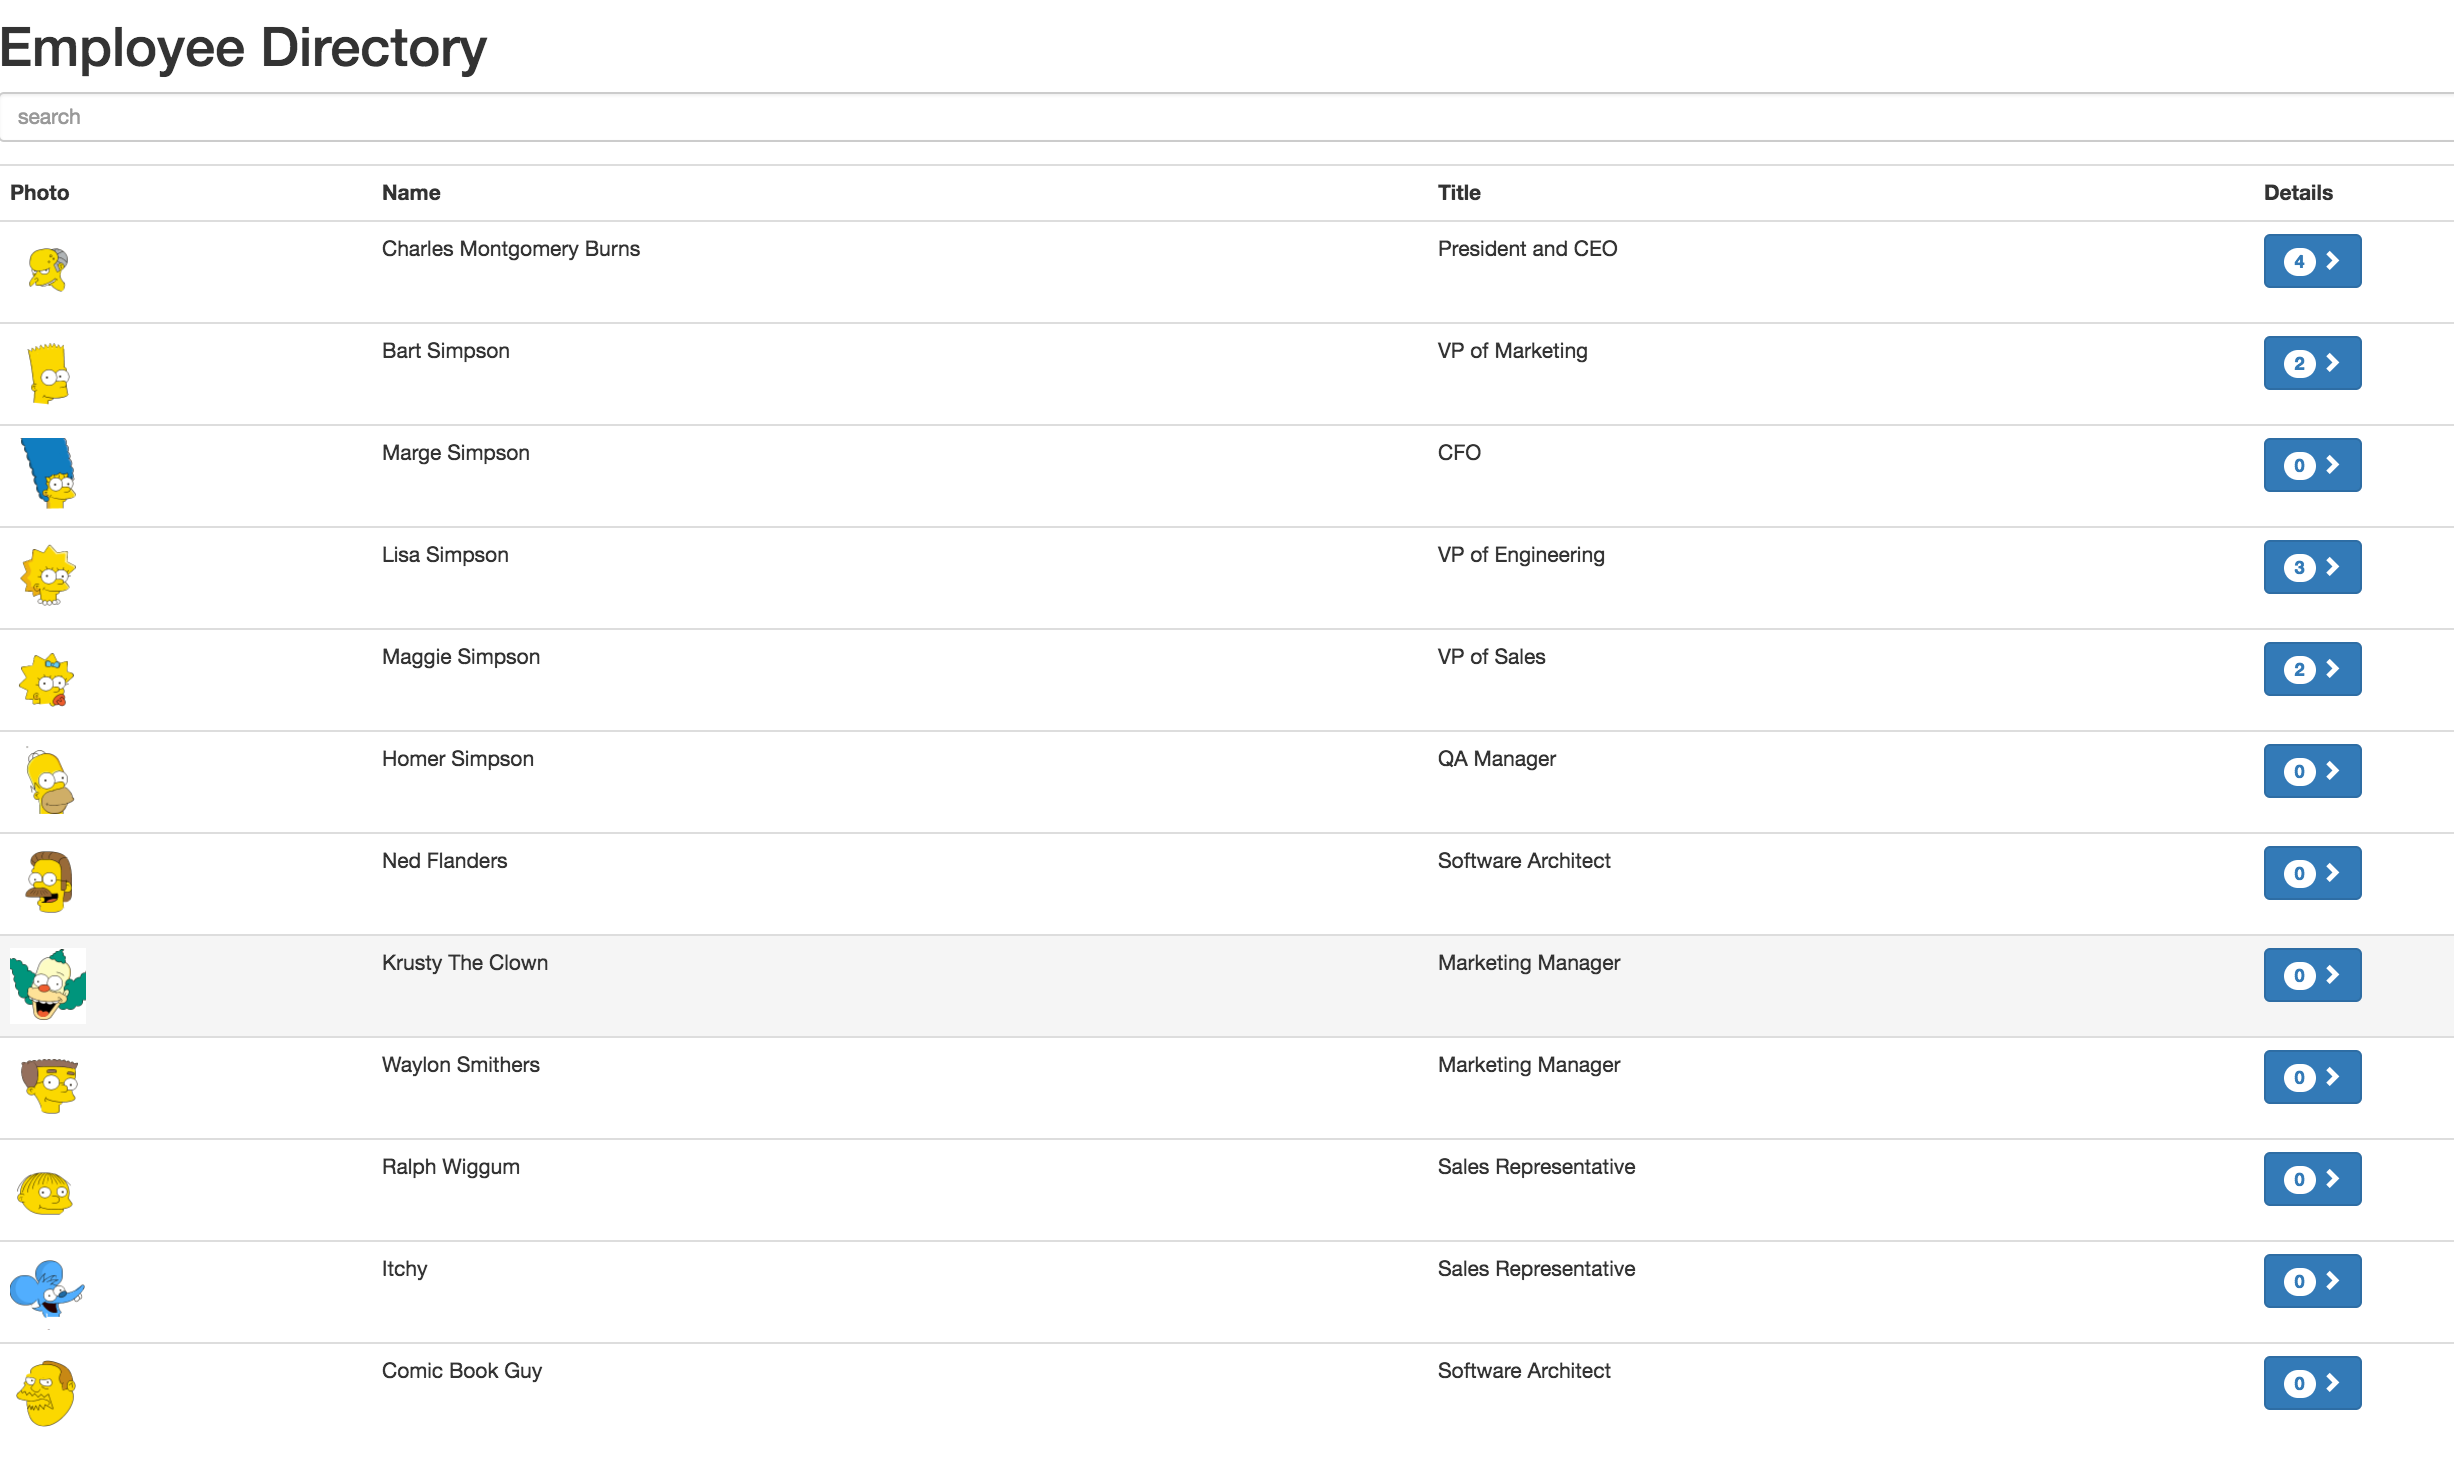 Employee Directory
search
Photo Name Title Details
Charles Montgomery Burns President and CEO 4
Bart Simpson VP of Marketing 2
Marge Simpson CFO 0
Lisa Simpson VP of Engineering 3
Maggie Simpson VP of Sales 2
Homer Simpson QA Manager 0
Ned Flanders Software Architect 0
Krusty The Clown Marketing Manager 0
Waylon Smithers Marketing Manager 0
Ralph Wiggum Sales Representative 0
Itchy Sales Representative 0
Comic Book Guy Software Architect 0